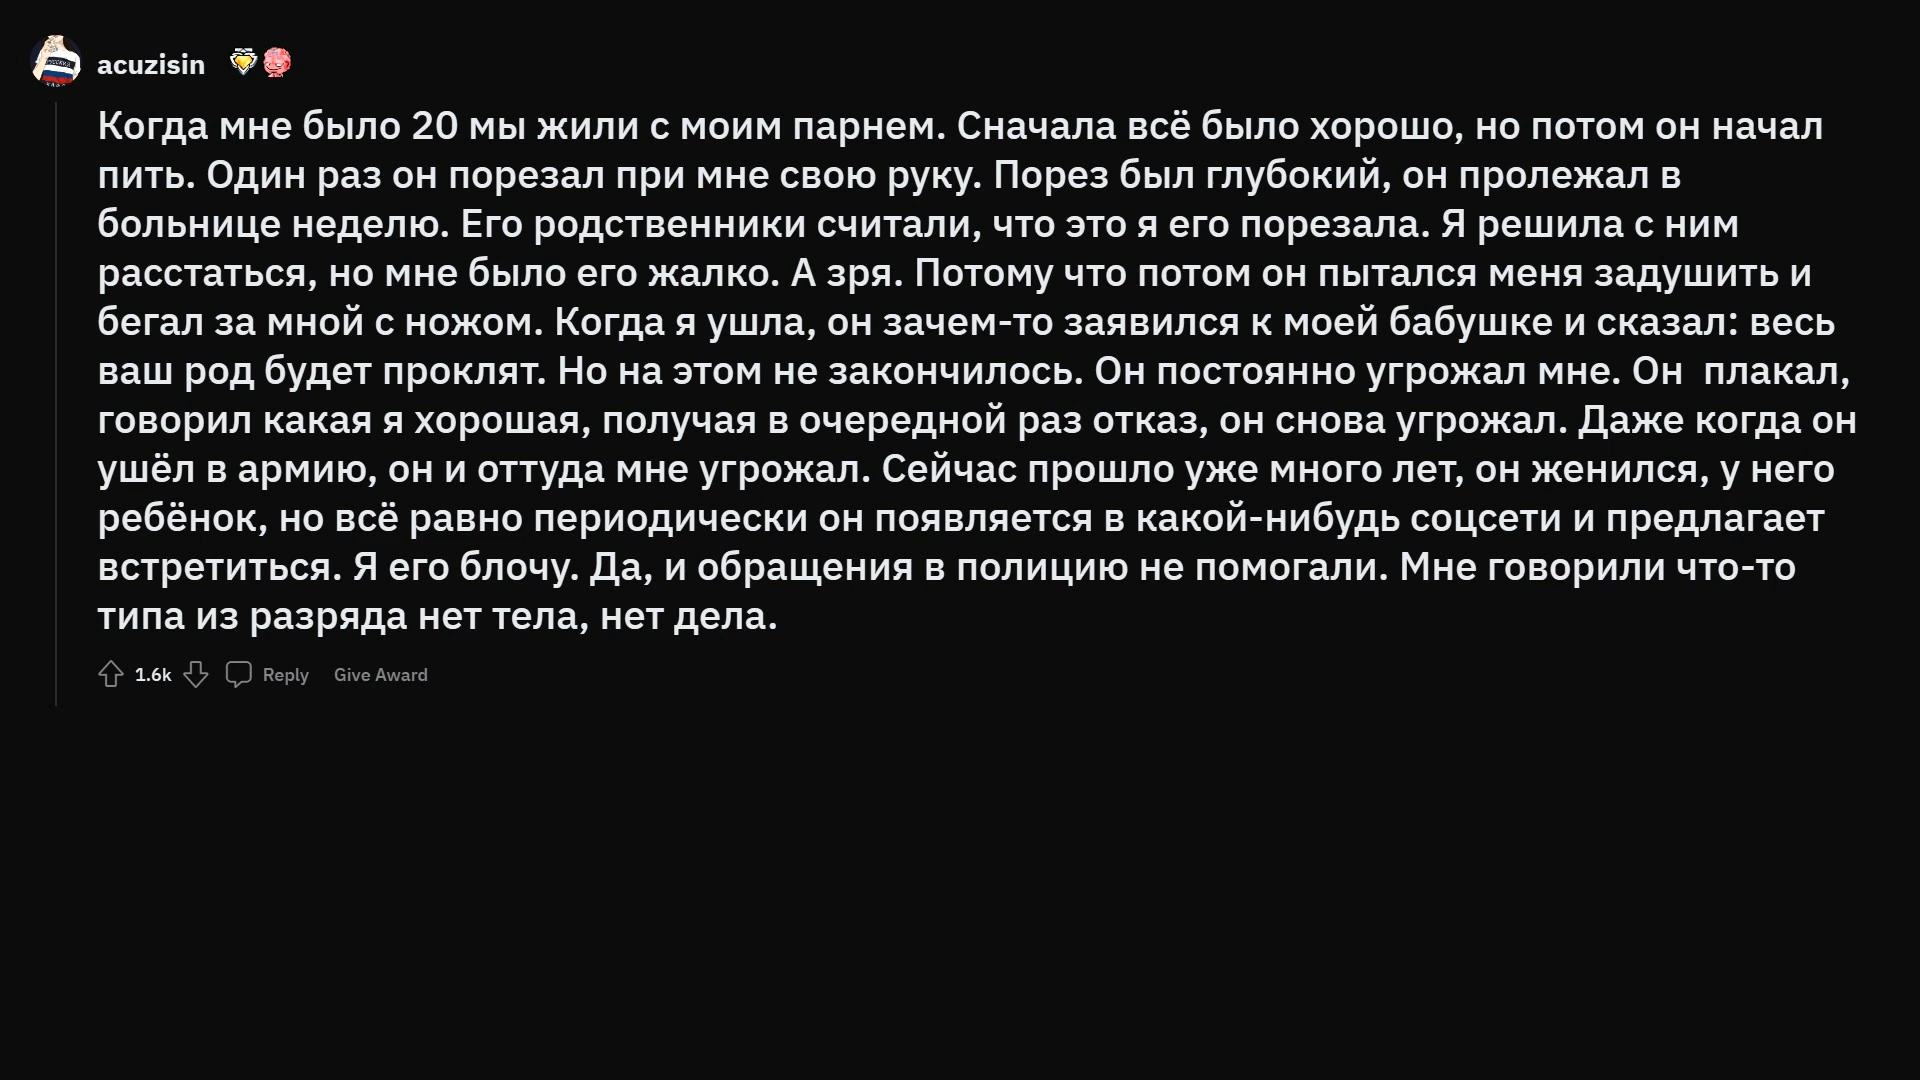 acuzisin
Когда мне было 20 мы жили с моим парнем. Сначала всё было хорошо, но потом он начал
пить. Один раз он порезал при мне свою руку. Порез был глубокий, он пролежал в
больнице неделю. Его родственники считали, что это я его порезала. Я решила с ним
расстаться, но мне было его жалко. А зря. Потому что потом он пытался меня задушить и
бегал за мной с ножом. Когда я ушла, он зачем-то заявился к моей бабушке и сказал: весь
ваш род будет проклят. Но на этом не закончилось. Он постоянно угрожал мне. Он  плакал,
говорил какая я хорошая, получая в очередной раз отказ, он снова угрожал. Даже когда он
ушёл в армию, он и оттуда мне угрожал. Сейчас прошло уже много лет, он женился, у него
ребёнок, но всё равно периодически он появляется в какой-нибудь соцсети и предлагает
встретиться. Я его блочу. Да, и обращения в полицию не помогали. Мне говорили что-то
типа из разряда нет тела, нет дела.
1.6k Reply Give Award